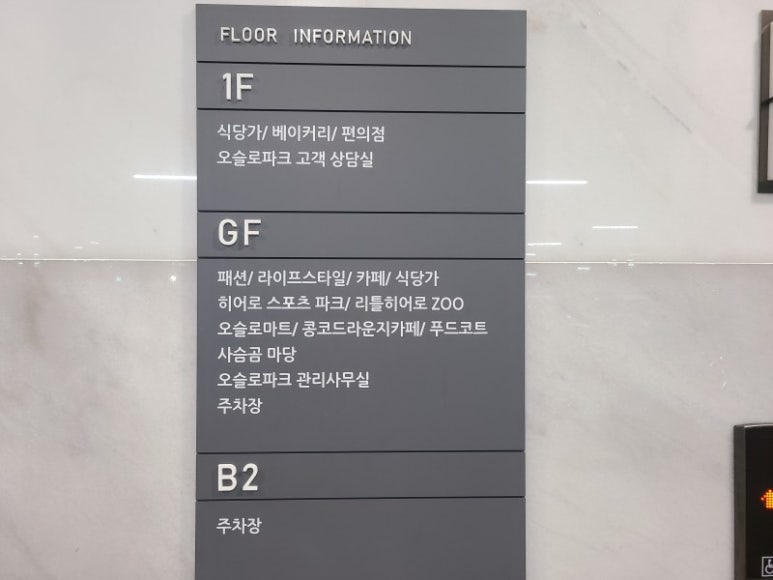 FLOOR INFORMATION
1F
식당가/ 베이커리/ 편의점
오슬로파크 고객 상담실
GF
패션/ 라이프스타일/ 카페/ 식당가
히어로 스포츠 파크/ 리틀히어로 ZOO
오슬로마트/ 콩코드라운지카페/ 푸드코트
사슴곰 마당
오슬로파크 관리사무실
주차장
B2
주차장